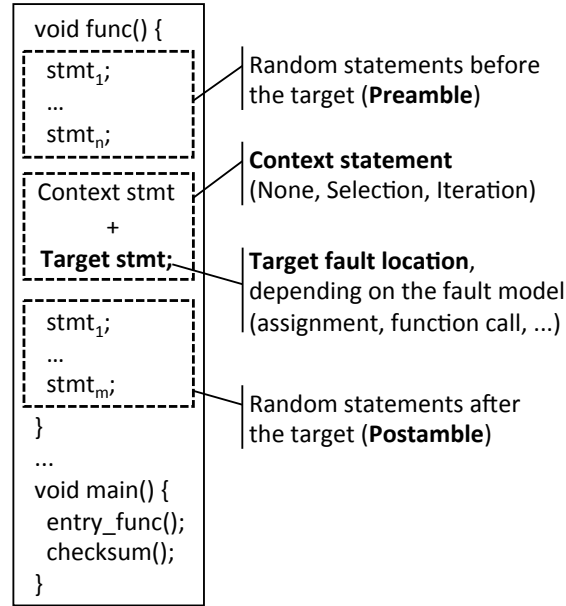 void func() {
stmt1;
...
stmtn;
Context stmt
+
Target stmt;
stmt1;
...
stmtm;
}
...
void main() {
entry_func();
checksum();
}
Random statements before
the target (Preamble)
Context statement
(None, Selection, Iteration)
Target fault location,
depending on the fault model
(assignment, function call, ...)
Random statements after
the target (Postamble)